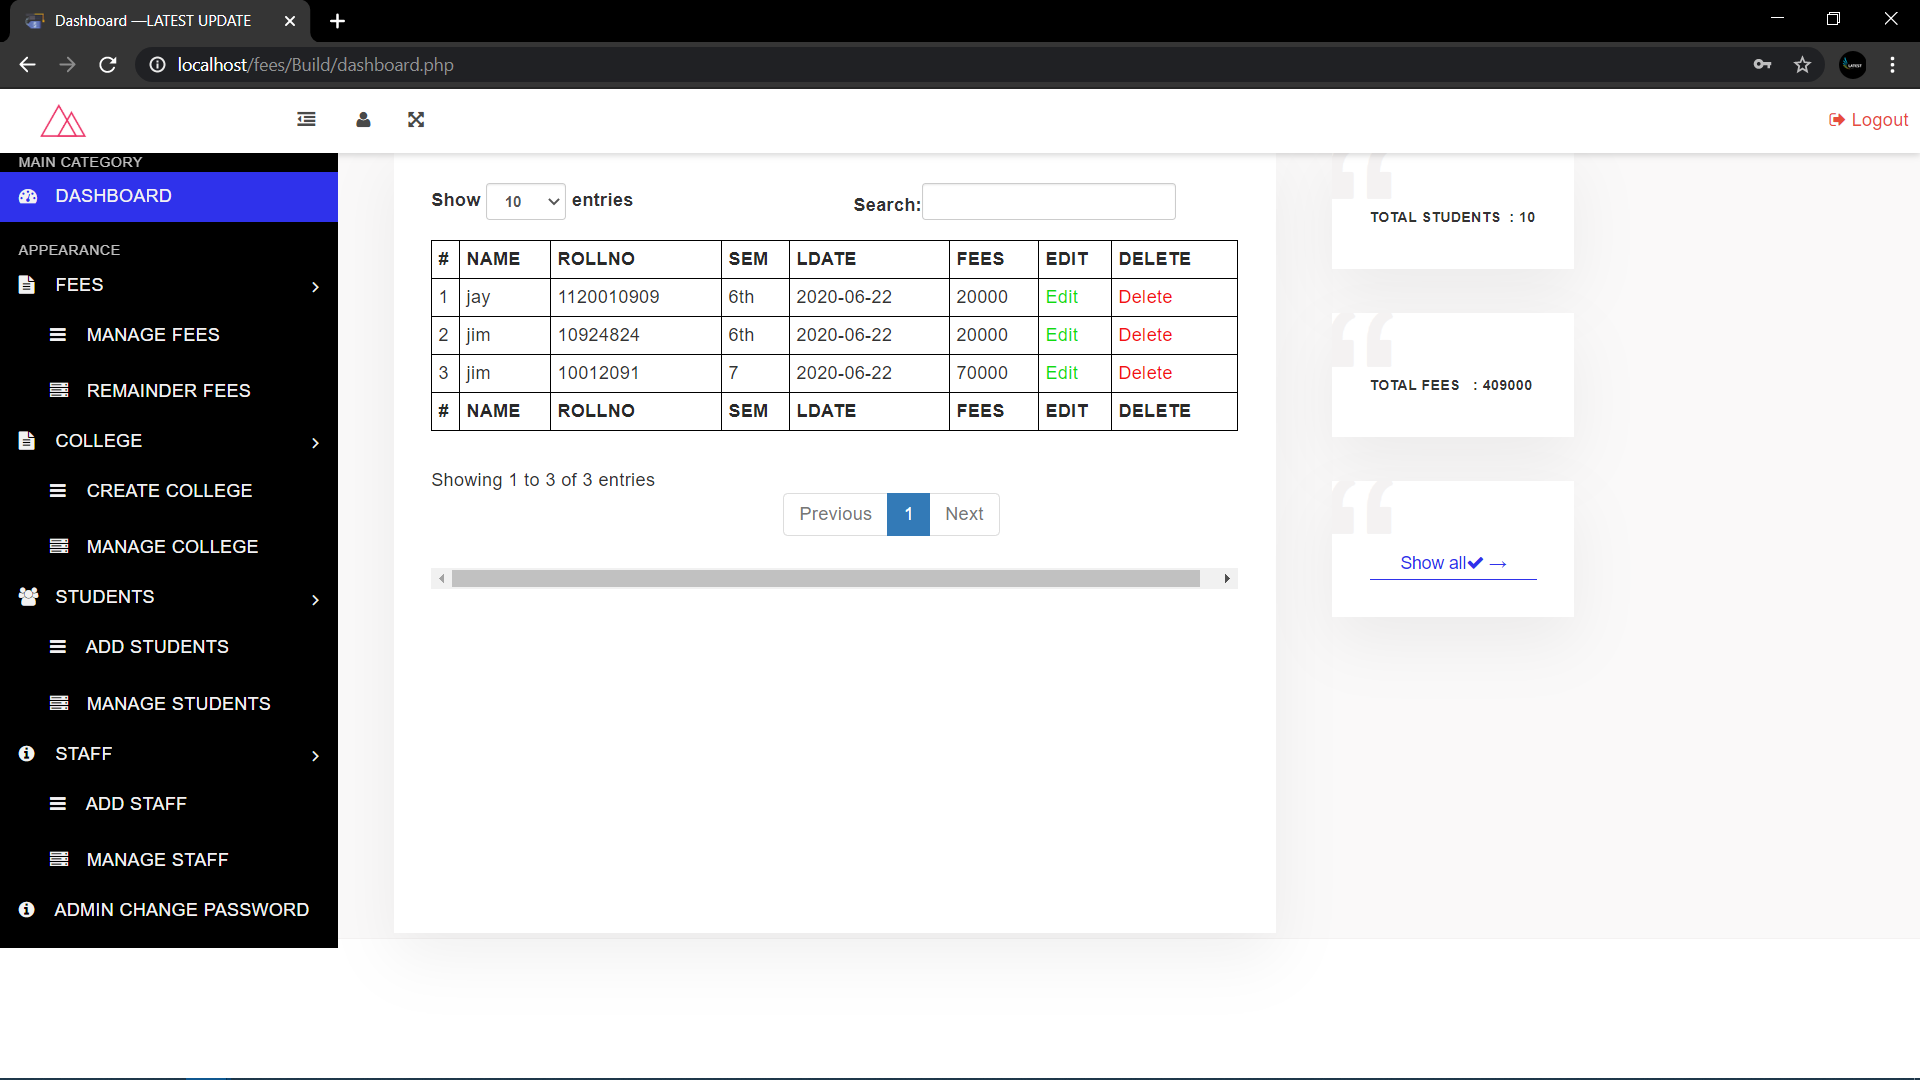 Dashboard —LATEST UPDATE
localhost/fees/Build/dashboard.php
Logout
MAIN CATEGORY
DASHBOARD
APPEARANCE
FEES
MANAGE FEES
REMAINDER FEES
COLLEGE
CREATE COLLEGE
MANAGE COLLEGE
STUDENTS
ADD STUDENTS
MANAGE STUDENTS
STAFF
ADD STAFF
MANAGE STAFF
ADMIN CHANGE PASSWORD
Show 10 entries Search:
# NAME ROLLNO SEM LDATE FEES EDIT DELETE
1 jay 1120010909 6th 2020-06-22 20000 Edit Delete
2 jim 10924824 6th 2020-06-22 20000 Edit Delete
3 jim 10012091 7 2020-06-22 70000 Edit Delete
# NAME ROLLNO SEM LDATE FEES EDIT DELETE
Showing 1 to 3 of 3 entries
Previous 1 Next
TOTAL STUDENTS : 10
TOTAL FEES : 409000
Show all✔ →